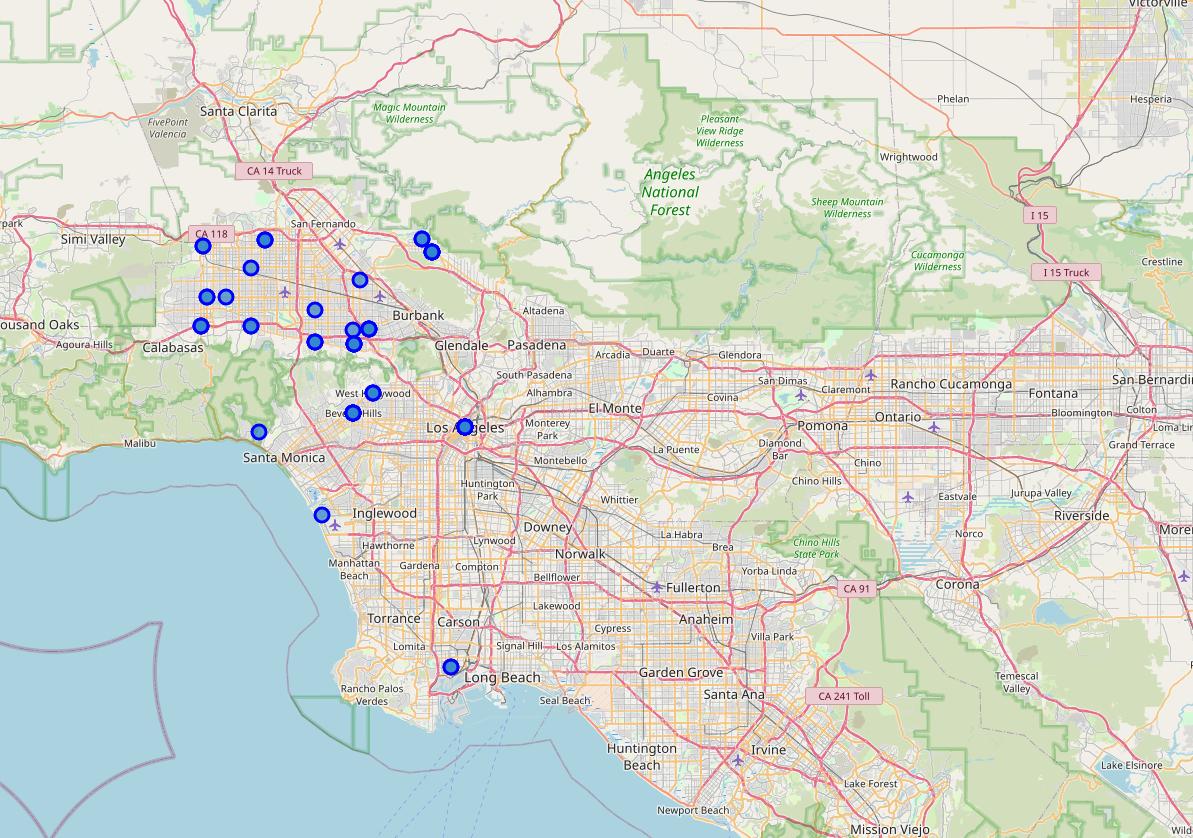 Victorville
Phelan
Hesperia
Santa Clarita
Magic Mountain
Wilderness
FivePoint
Valencia
Pleasant
View Ridge
Wilderness
Wrightwood
CA 14 Truck
Angeles
National
Forest
Sheep Mountain
Wilderness
I 15
park
San Fernando
CA 118
Simi Valley
Cucamonga
Wilderness
Crestline
I 15 Truck
Burbank
Altadena
ousand Oaks
Agoura Hills
Calabasas
Glendale
Pasadena
Arcadia
Duarte
Glendora
South Pasadena
San Dimas
Claremont
Rancho Cucamonga
San Bernardin
West Hollywood
Alhambra
Covina
Fontana
Beverly Hills
El Monte
Ontario
Bloomington
Colton
Los Angeles
Monterey
Park
Pomona
Loma Lin
Malibu
La Puente
Diamond
Bar
Grand Terrace
Santa Monica
Montebello
Chino
Huntington
Park
Chino Hills
Whittier
Eastvale
Jurupa Valley
Inglewood
Riverside
Downey
La Habra
Norco
More
Hawthorne
Lynwood
Brea
Chino Hills
State Park
Norwalk
Manhattan
Beach
Gardena
Compton
Bellflower
Yorba Linda
Corona
Fullerton
CA 91
Lakewood
Torrance
Carson
Anaheim
Cypress
Villa Park
Lomita
Signal Hill
Los Alamitos
Long Beach
Garden Grove
Temescal
Valley
Rancho Palos
Verdes
Seal Beach
Santa Ana
CA 241 Toll
Huntington
Beach
Irvine
Lake Elsinore
Lake Forest
Newport Beach
Mission Viejo
Wild